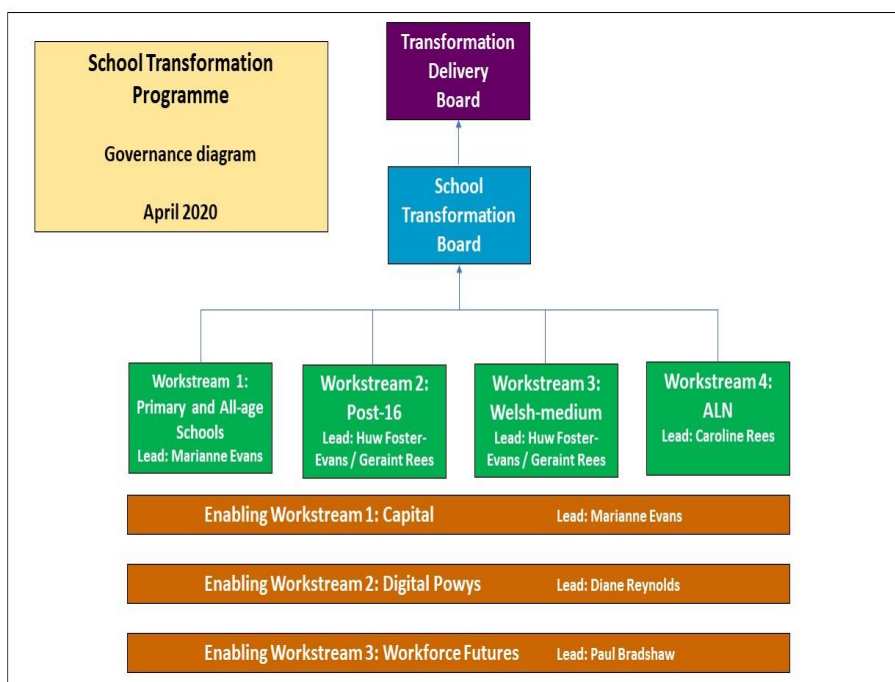 School Transformation
Programme
Governance diagram
April 2020
Transformation
Delivery
Board
School
Transformation
Board
Workstream 1:
Primary and All-age
Schools
Lead: Marianne Evans
Workstream 2:
Post-16
Lead: Huw Foster-
Evans / Geraint Rees
Workstream 3:
Welsh-medium
Lead: Huw Foster-
Evans / Geraint Rees
Workstream 4:
ALN
Lead: Caroline Rees
Enabling Workstream 1: Capital Lead: Marianne Evans
Enabling Workstream 2: Digital Powys Lead: Diane Reynolds
Enabling Workstream 3: Workforce Futures Lead: Paul Bradshaw